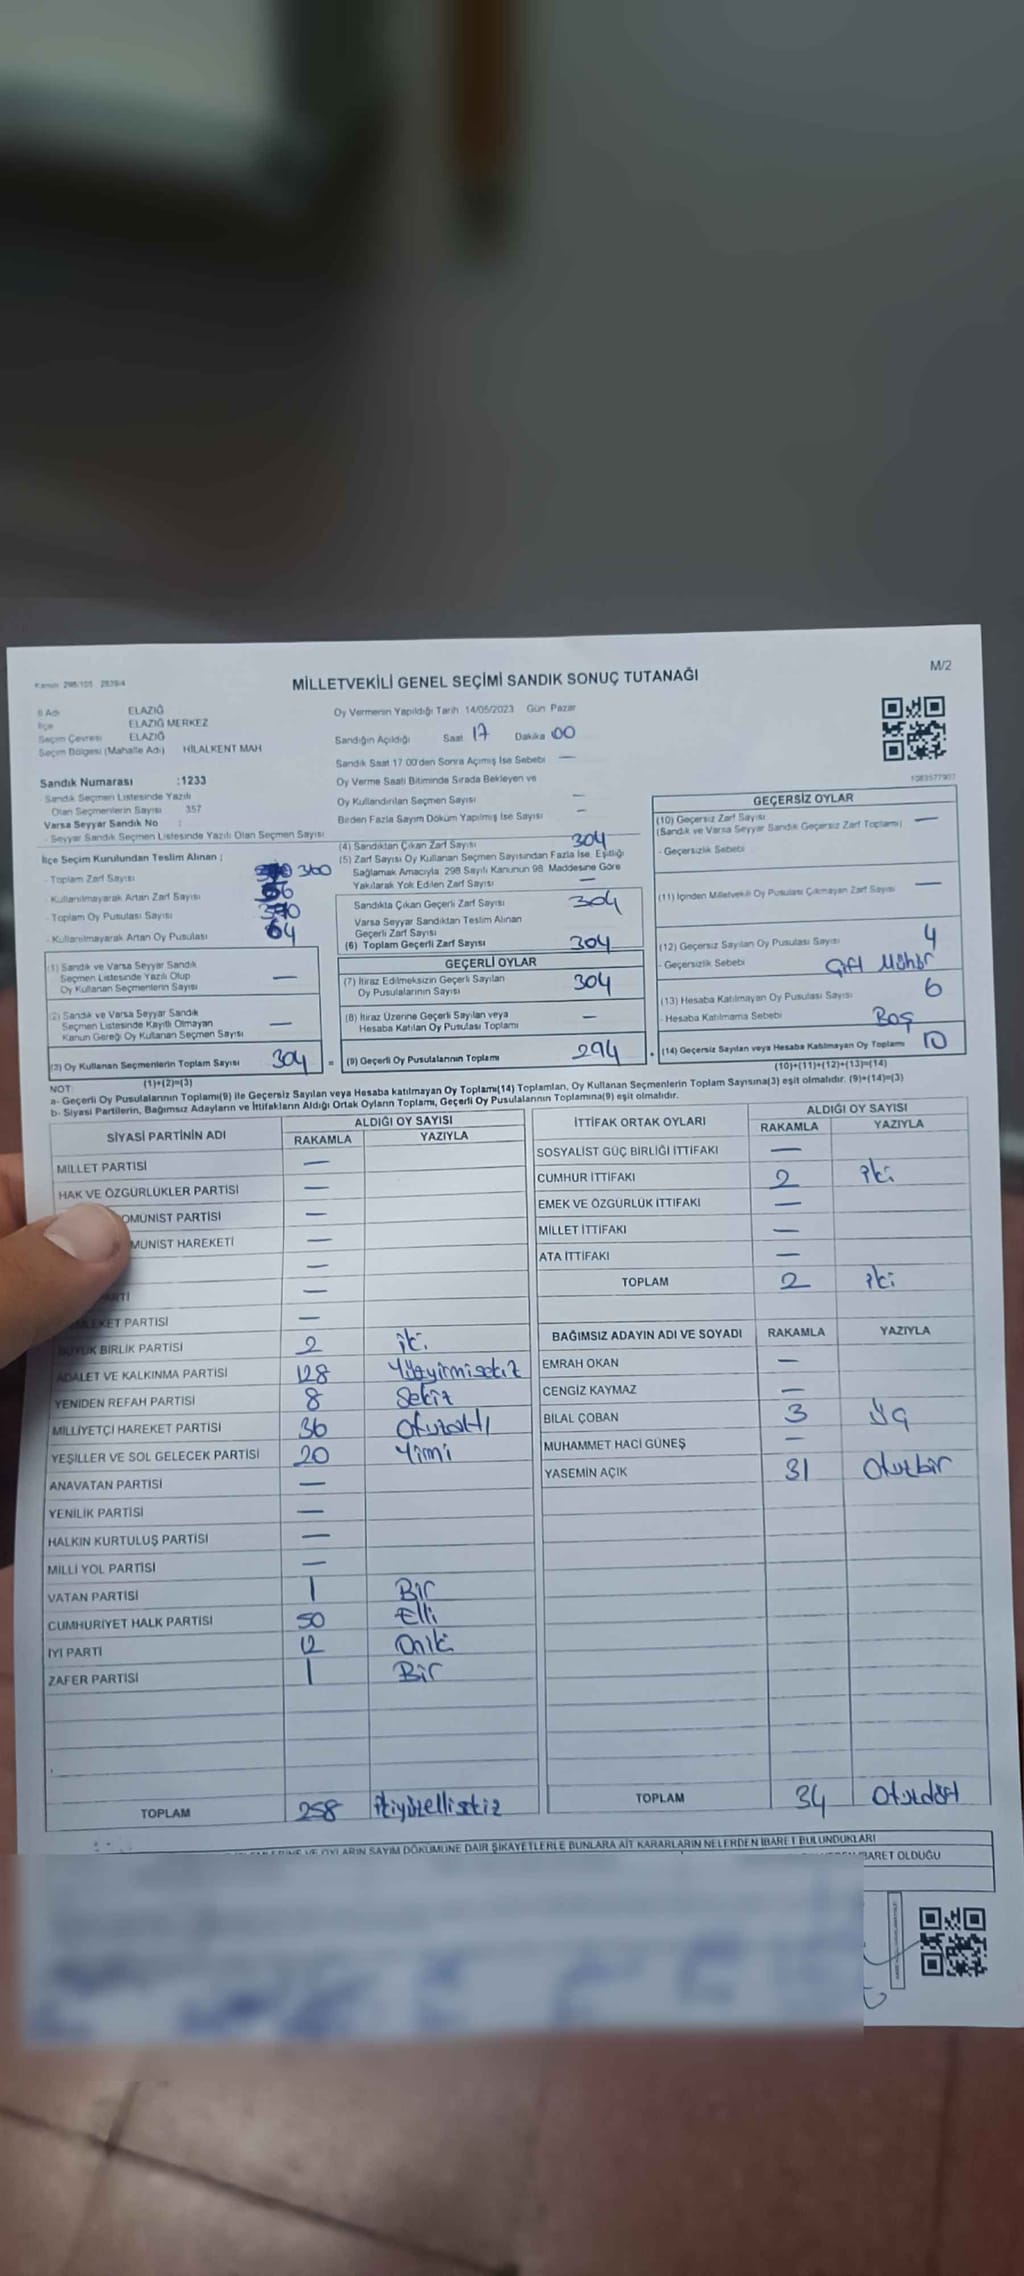 Kanun: 298/105 2839/4
M/2
MİLLETVEKİLİ GENEL SEÇİMİ SANDIK SONUÇ TUTANAĞI
İl Adı ELAZIĞ
İlçe ELAZIĞ MERKEZ
Seçim Çevresi ELAZIĞ
Seçim Bölgesi (Mahalle Adı) HİLALKENT MAH
Sandık Numarası :1233
Sandık Seçmen Listesinde Yazılı
Olan Seçmenlerin Sayısı 357
Varsa Seyyar Sandık No :
- Seyyar Sandık Seçmen Listesinde Yazılı Olan Seçmen Sayısı
İlçe Seçim Kurulundan Teslim Alınan ;
- Toplam Zarf Sayısı 360
- Kullanılmayarak Artan Zarf Sayısı
- Toplam Oy Pusulası Sayısı
- Kullanılmayarak Artan Oy Pusulası 64
(1) Sandık ve Varsa Seyyar Sandık
Seçmen Listesinde Yazılı Olup
Oy Kullanan Seçmenlerin Sayısı —
(2) Sandık ve Varsa Seyyar Sandık
Seçmen Listesinde Kayıtlı Olmayan
Kanun Gereği Oy Kullanan Seçmen Sayısı —
(3) Oy Kullanan Seçmenlerin Toplam Sayısı 304
(1)+(2)=(3)
Oy Vermenin Yapıldığı Tarih 14/05/2023 Gün Pazar
Sandığın Açıldığı Saat 17 Dakika 00
Sandık Saat 17 00'den Sonra Açımış İse Sebebi —
Oy Verme Saati Bitiminde Sırada Bekleyen ve
Oy Kullandırılan Seçmen Sayısı —
Birden Fazla Sayım Döküm Yapılmış İse Sayısı —
(4) Sandıktan Çıkan Zarf Sayısı 304
(5) Zarf Sayısı Oy Kullanan Seçmen Sayısından Fazla İse, Eşitliği
Sağlamak Amacıyla, 298 Sayılı Kanunun 98. Maddesine Göre
Yakılarak Yok Edilen Zarf Sayısı —
Sandıkta Çıkan Geçerli Zarf Sayısı 304
Varsa Seyyar Sandıktan Teslim Alınan
Geçerli Zarf Sayısı
(6) Toplam Geçerli Zarf Sayısı 304
GEÇERLİ OYLAR
(7) İtiraz Edilmeksizin Geçerli Sayılan
Oy Pusulalarının Sayısı 304
(8) İtiraz Üzerine Geçerli Sayılan veya
Hesaba Katılan Oy Pusulası Toplamı —
= (9) Geçerli Oy Pusulalarının Toplamı 294
1083577907
GEÇERSİZ OYLAR
(10) Geçersiz Zarf Sayısı
(Sandık ve Varsa Seyyar Sandık Geçersiz Zarf Toplamı) —
- Geçersizlik Sebebi
(11) İçinden Milletvekili Oy Pusulası Çıkmayan Zarf Sayısı —
(12) Geçersiz Sayılan Oy Pusulası Sayısı 4
- Geçersizlik Sebebi Çift Mühür
(13) Hesaba Katılmayan Oy Pusulası Sayısı 6
- Hesaba Katılmama Sebebi Boş
+ (14) Geçersiz Sayılan veya Hesaba Katılmayan Oy Toplamı 10
(10)+(11)+(12)+(13)=(14)
NOT:
a- Geçerli Oy Pusulalarının Toplamı(9) ile Geçersiz Sayılan veya Hesaba katılmayan Oy Toplamı(14) Toplamları, Oy Kullanan Seçmenlerin Toplam Sayısına(3) eşit olmalıdır. (9)+(14)=(3)
b- Siyasi Partilerin, Bağımsız Adayların ve İttifakların Aldığı Ortak Oyların Toplamı, Geçerli Oy Pusulalarının Toplamına(9) eşit olmalıdır.
SİYASİ PARTİNİN ADI ALDIĞI OY SAYISI
RAKAMLA YAZIYLA
MİLLET PARTİSİ —
HAK VE ÖZGÜRLÜKLER PARTİSİ —
OMÜNİST PARTİSİ —
MÜNİST HAREKETİ —
—
ARTİ —
LEKET PARTİSİ —
BÜYÜK BİRLİK PARTİSİ 2 iki
ADALET VE KALKINMA PARTİSİ 128 Yüzyirmisekiz
YENİDEN REFAH PARTİSİ 8 Sekiz
MİLLİYETÇİ HAREKET PARTİSİ 36 Otuzaltı
YEŞİLLER VE SOL GELECEK PARTİSİ 20 Yirmi
ANAVATAN PARTİSİ —
YENİLİK PARTİSİ —
HALKIN KURTULUŞ PARTİSİ —
MİLLİ YOL PARTİSİ —
VATAN PARTİSİ 1 Bir
CUMHURİYET HALK PARTİSİ 50 Elli
İYİ PARTİ 12 Oniki
ZAFER PARTİSİ 1 Bir
TOPLAM 258 ikiyüzellisekiz
İTTİFAK ORTAK OYLARI ALDIĞI OY SAYISI
RAKAMLA YAZIYLA
SOSYALİST GÜÇ BİRLİĞİ İTTİFAKI —
CUMHUR İTTİFAKI 2 iki
EMEK VE ÖZGÜRLÜK İTTİFAKI —
MİLLET İTTİFAKI —
ATA İTTİFAKI —
TOPLAM 2 iki
BAĞIMSIZ ADAYIN ADI VE SOYADI RAKAMLA YAZIYLA
EMRAH OKAN —
CENGİZ KAYMAZ —
BİLAL ÇOBAN 3 Üç
MUHAMMET HACİ GÜNEŞ —
YASEMİN AÇIK 31 Otuzbir
TOPLAM 34 Otuzdört
OYLARIN SAYIM DÖKÜMÜNE DAİR ŞİKAYETLERLE BUNLARA AİT KARARLARIN NELERDEN İBARET BULUNDUKLARI
BARET OLDUĞU